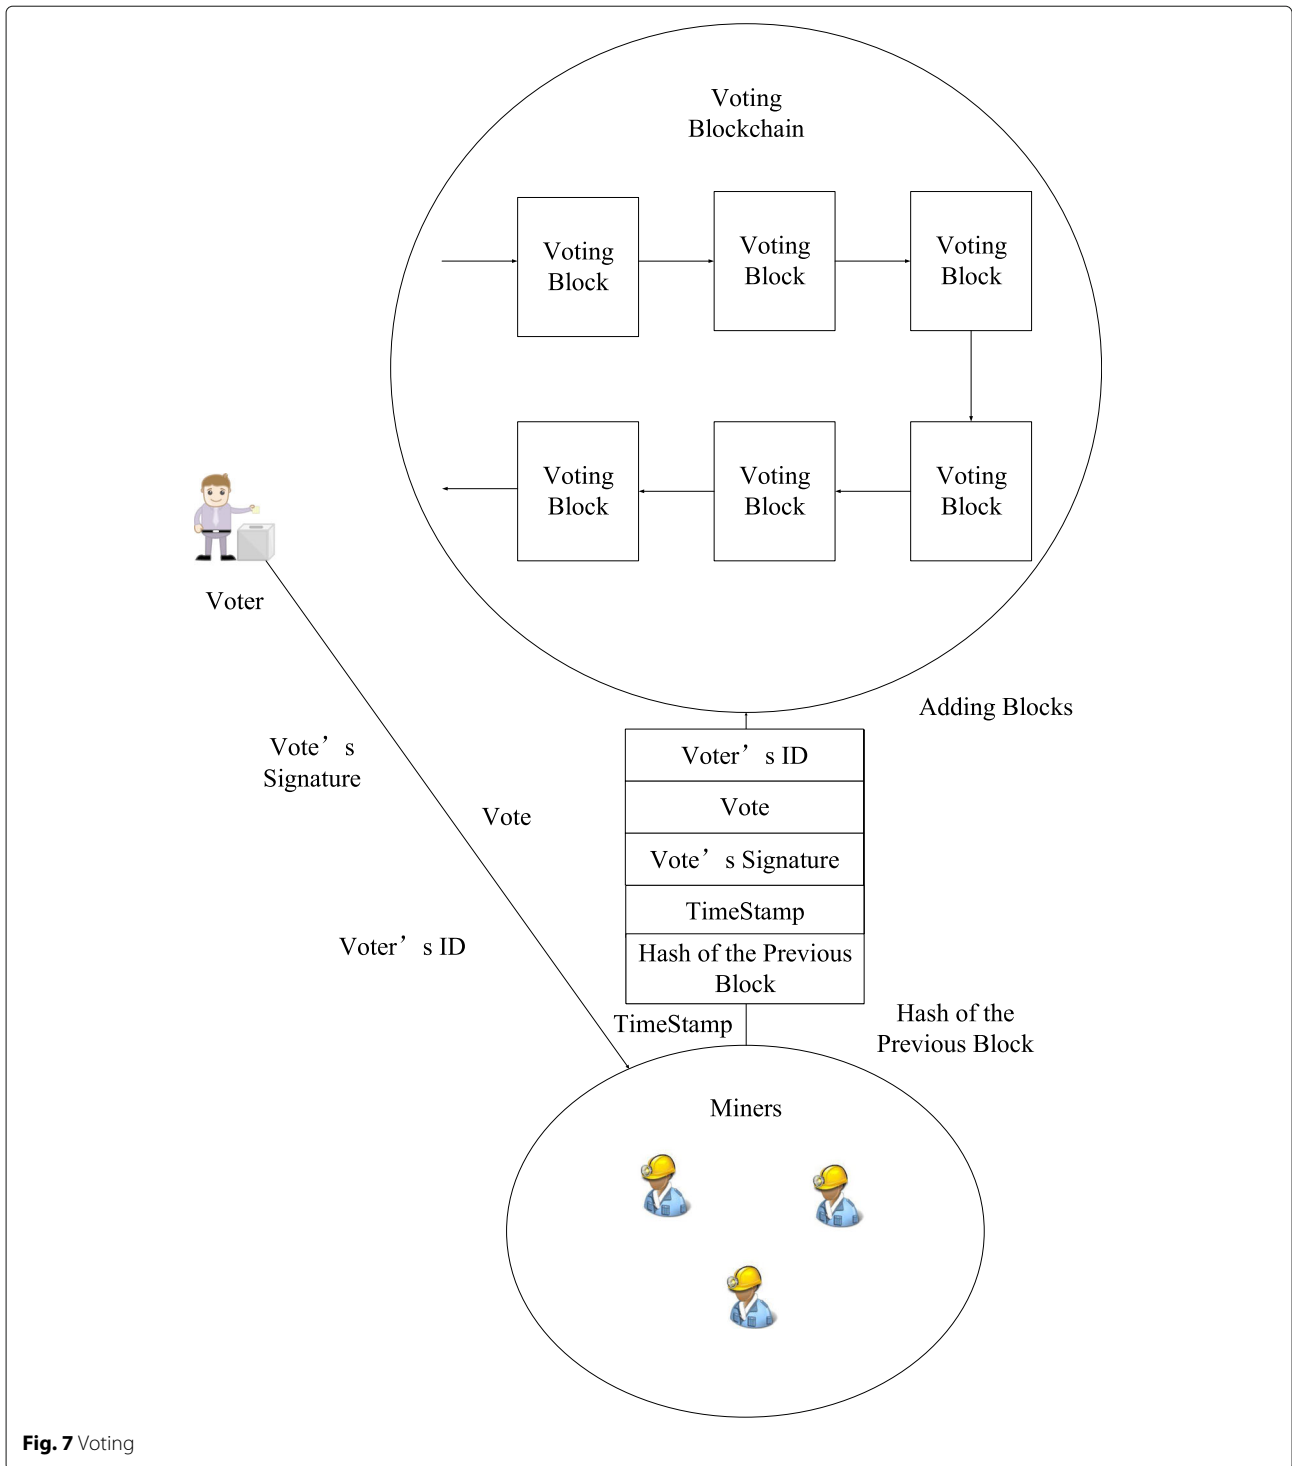 Voting
Blockchain
Voting
Block
Voting
Block
Voting
Block
Voting
Block
Voting
Block
Voting
Block
Voter
Adding Blocks
Vote’s
Signature
Vote
Voter’s ID
Voter’s ID
Vote
Vote’s Signature
TimeStamp
Hash of the Previous
Block
TimeStamp
Hash of the
Previous Block
Miners
Fig. 7 Voting